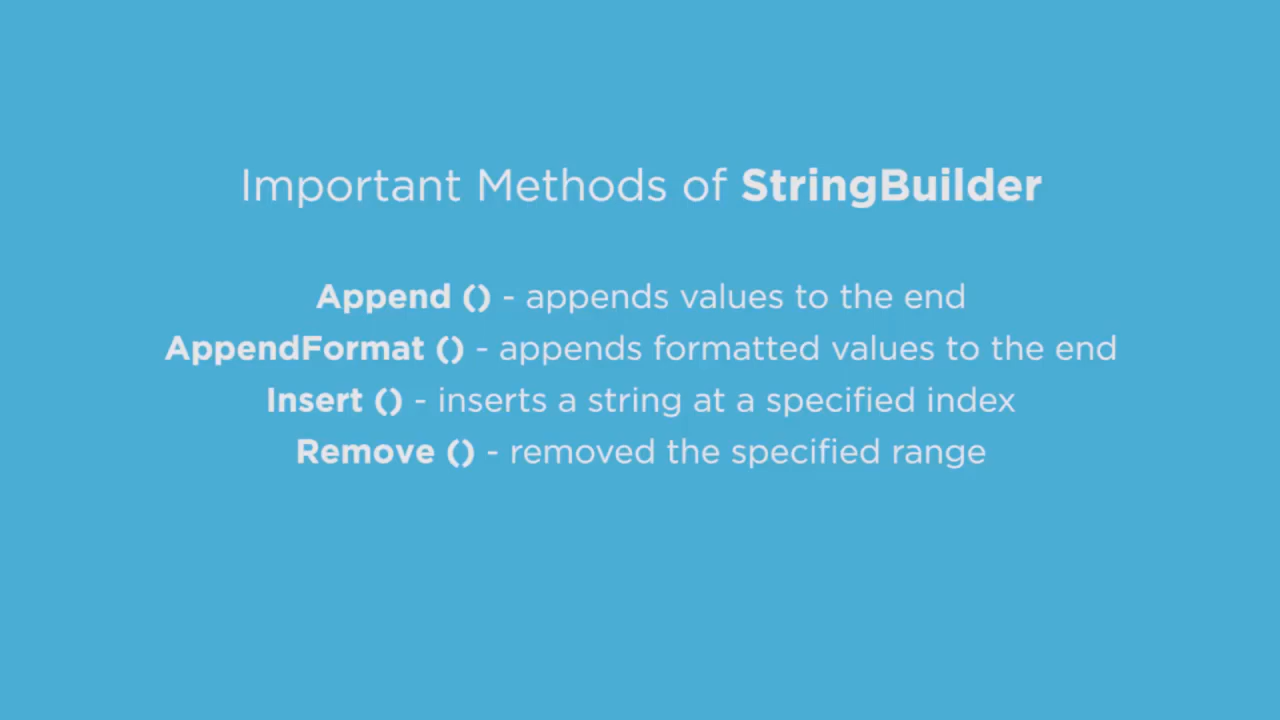 Important Methods of StringBuilder
Append () - appends values to the end
AppendFormat () - appends formatted values to the end
Insert () - inserts a string at a specified index
Remove () - removed the specified range